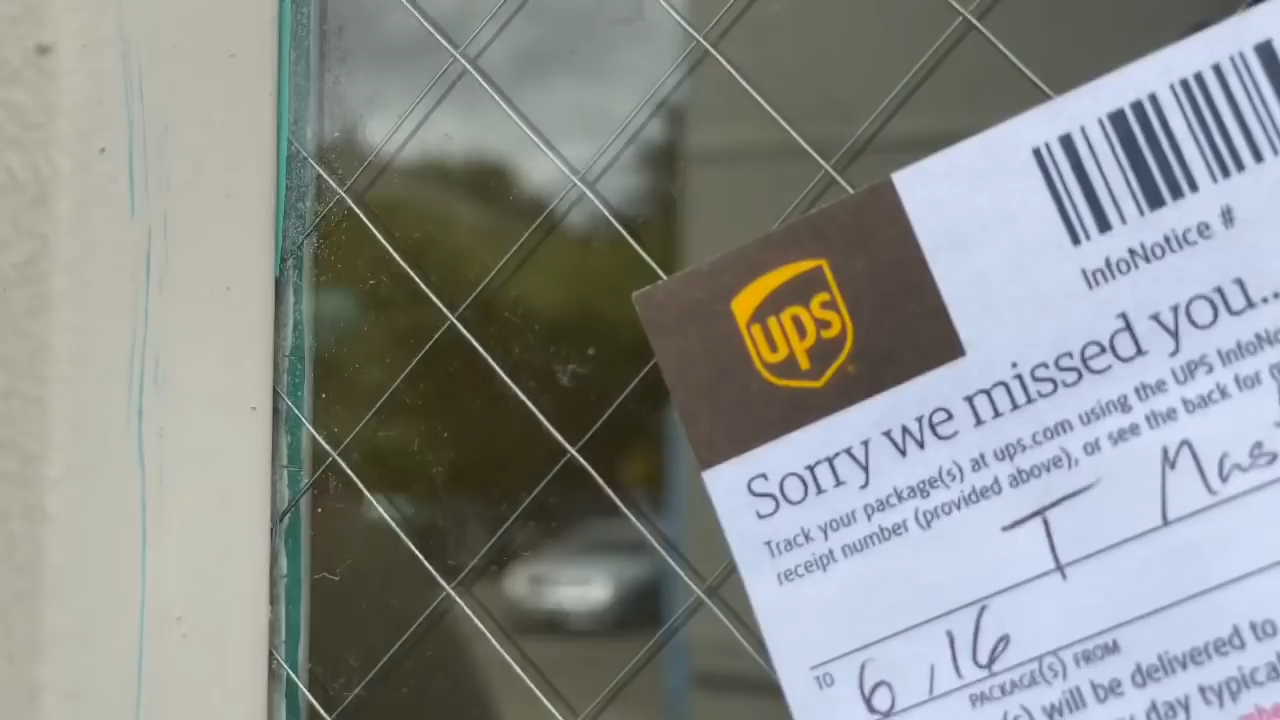 ups
InfoNotice #
Sorry we missed you...
Track your package(s) at ups.com using the UPS
receipt number (provided above), or see the back for
T Mas
TO
6,16
PACKAGE(S) FROM
will be delivered to
day typical